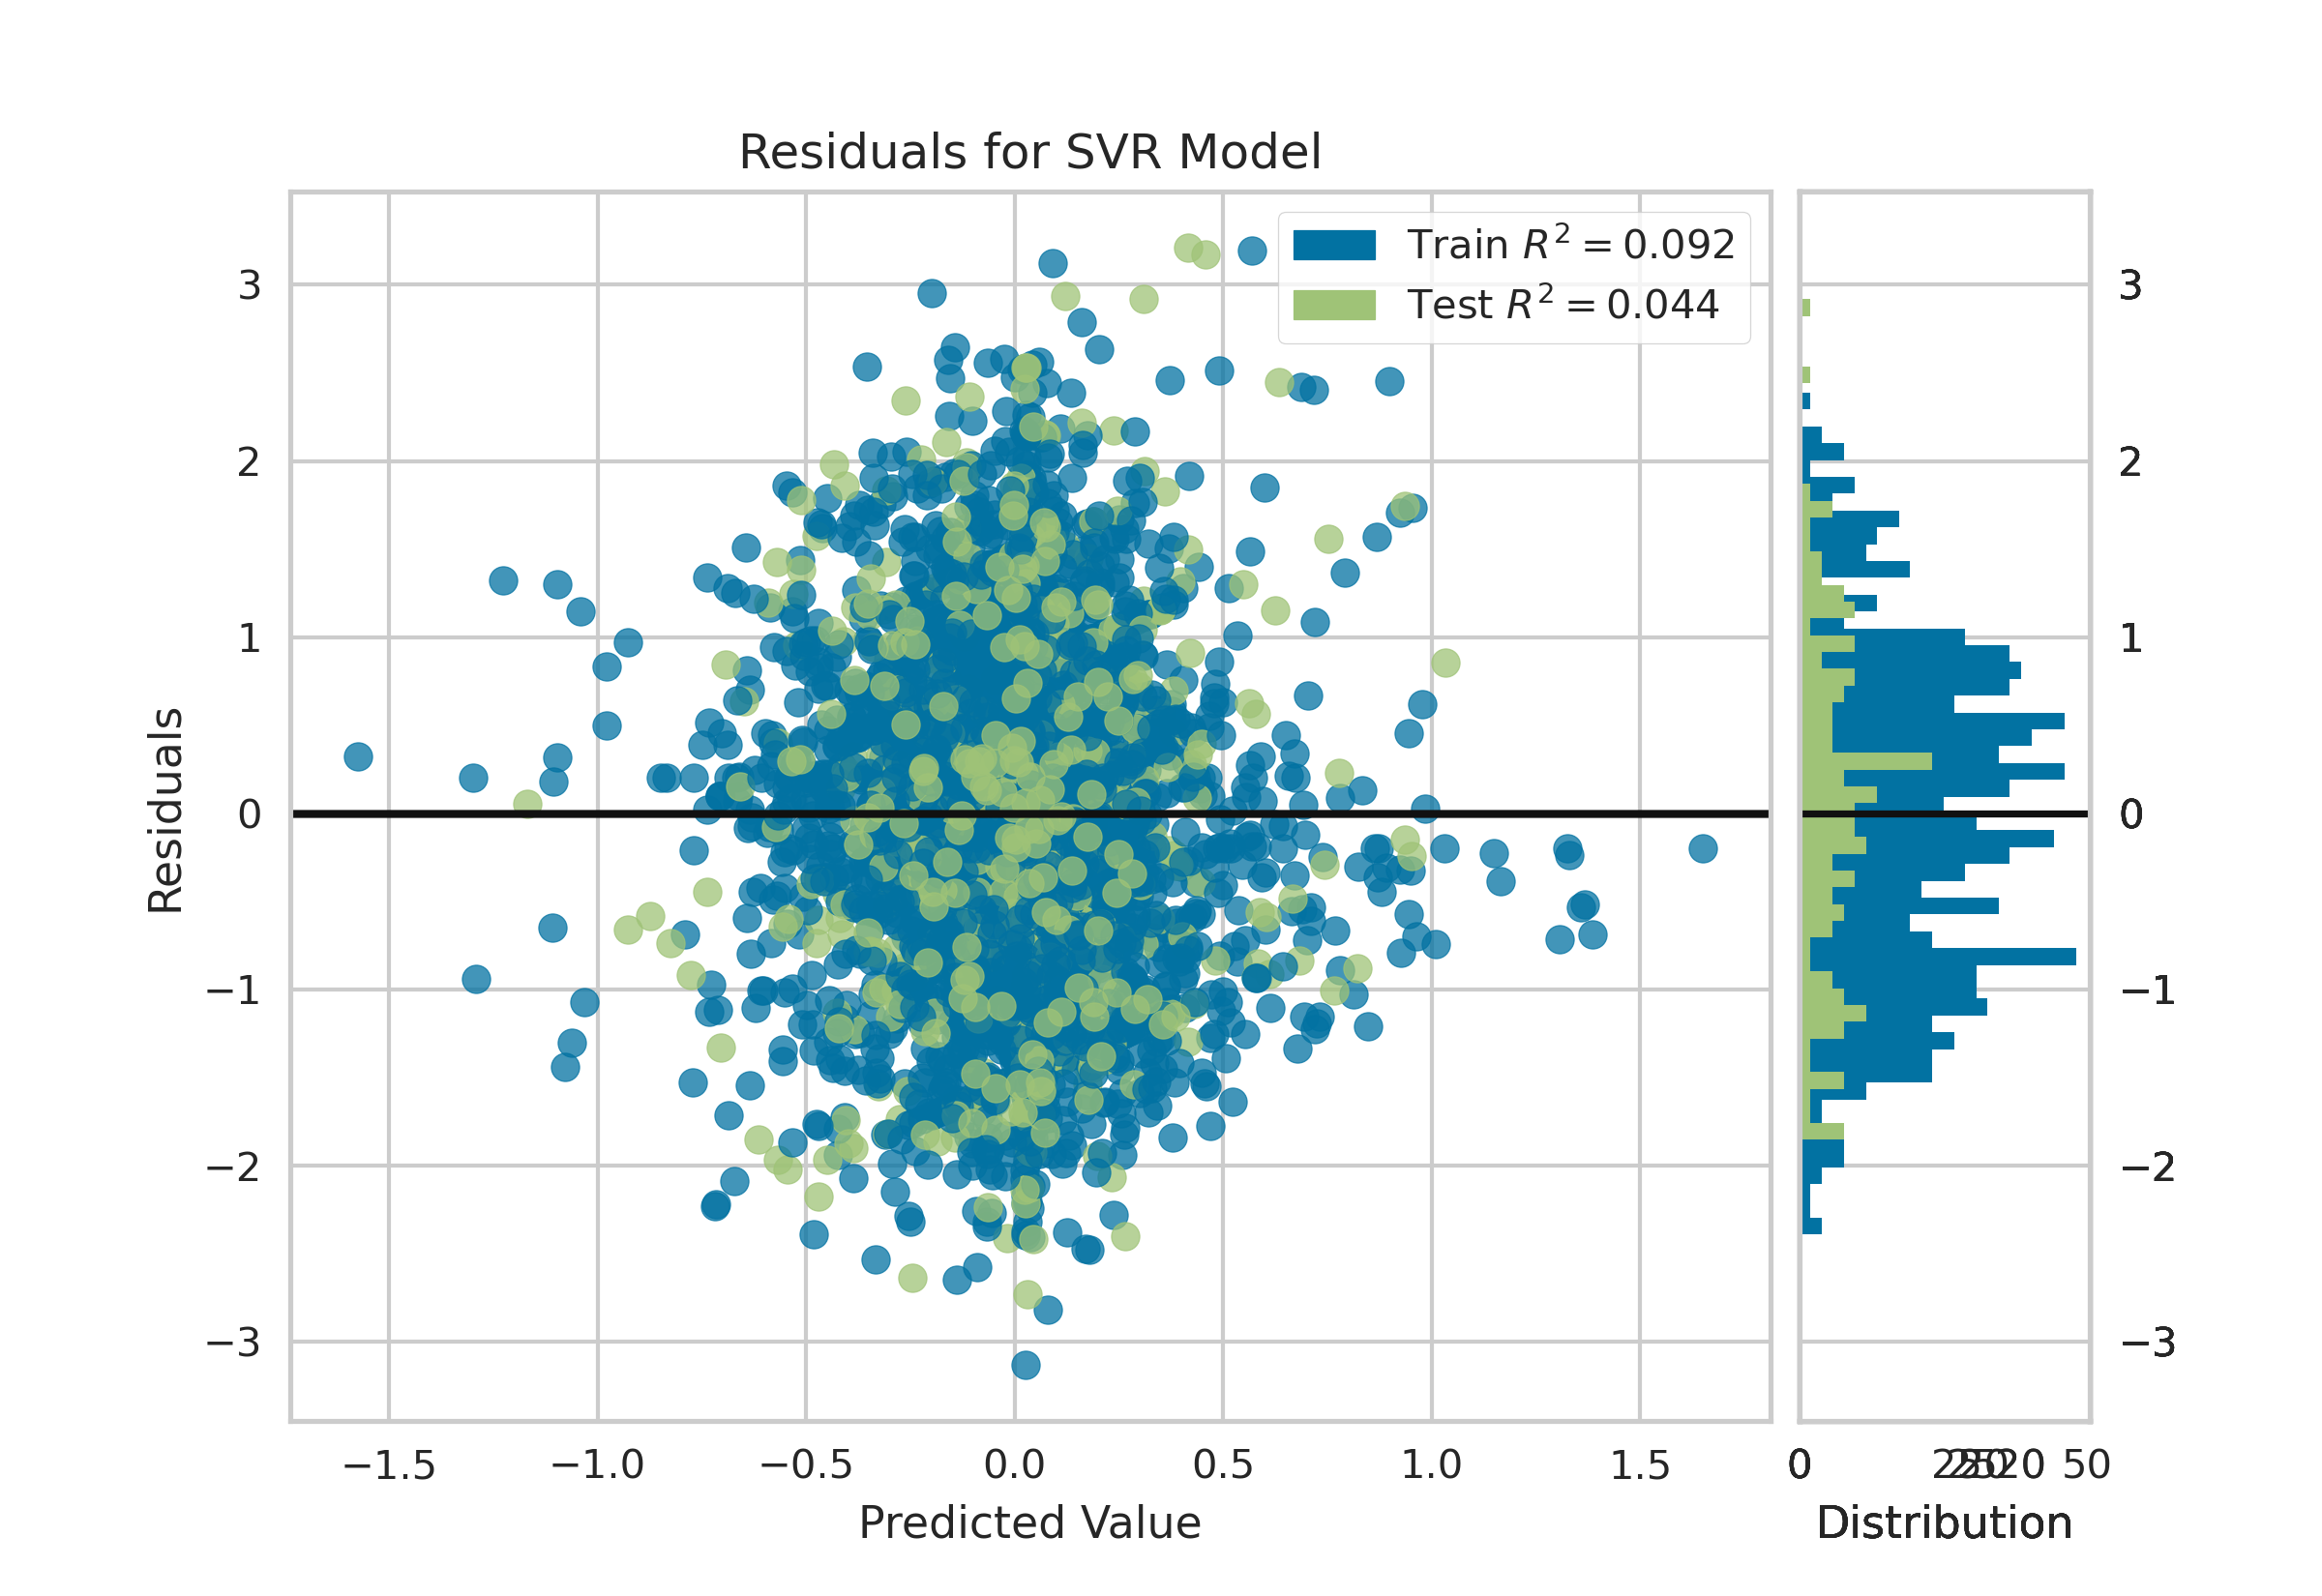 Residuals for SVR Model
Train R² = 0.092
Test R² = 0.044
3
2
1
0
−1
−2
−3
Residuals
−1.5 −1.0 −0.5 0.0 0.5 1.0 1.5
Predicted Value
3
2
1
0
−1
−2
−3
0 50
Distribution